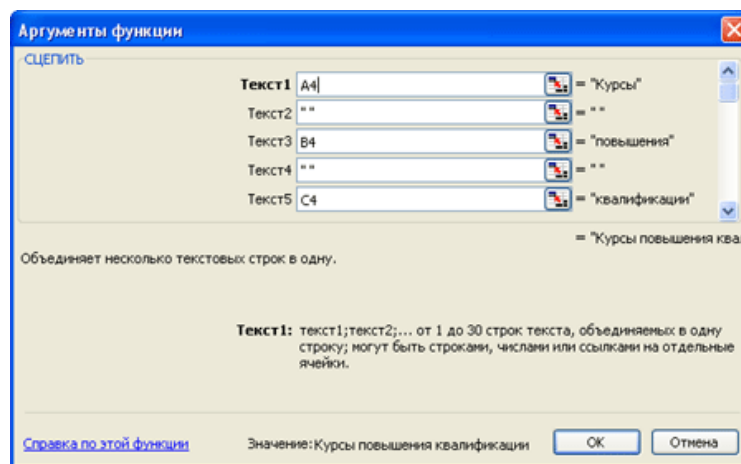 Аргументы функции
СЦЕПИТЬ
Текст1 A4 = "Курсы"
Текст2 " " = " "
Текст3 B4 = "повышения"
Текст4 " " = " "
Текст5 C4 = "квалификации"
= "Курсы повышения ква
Объединяет несколько текстовых строк в одну.
Текст1: текст1;текст2;... от 1 до 30 строк текста, объединяемых в одну
строку; могут быть строками, числами или ссылками на отдельные
ячейки.
Справка по этой функции Значение:Курсы повышения квалификации ОК Отмена